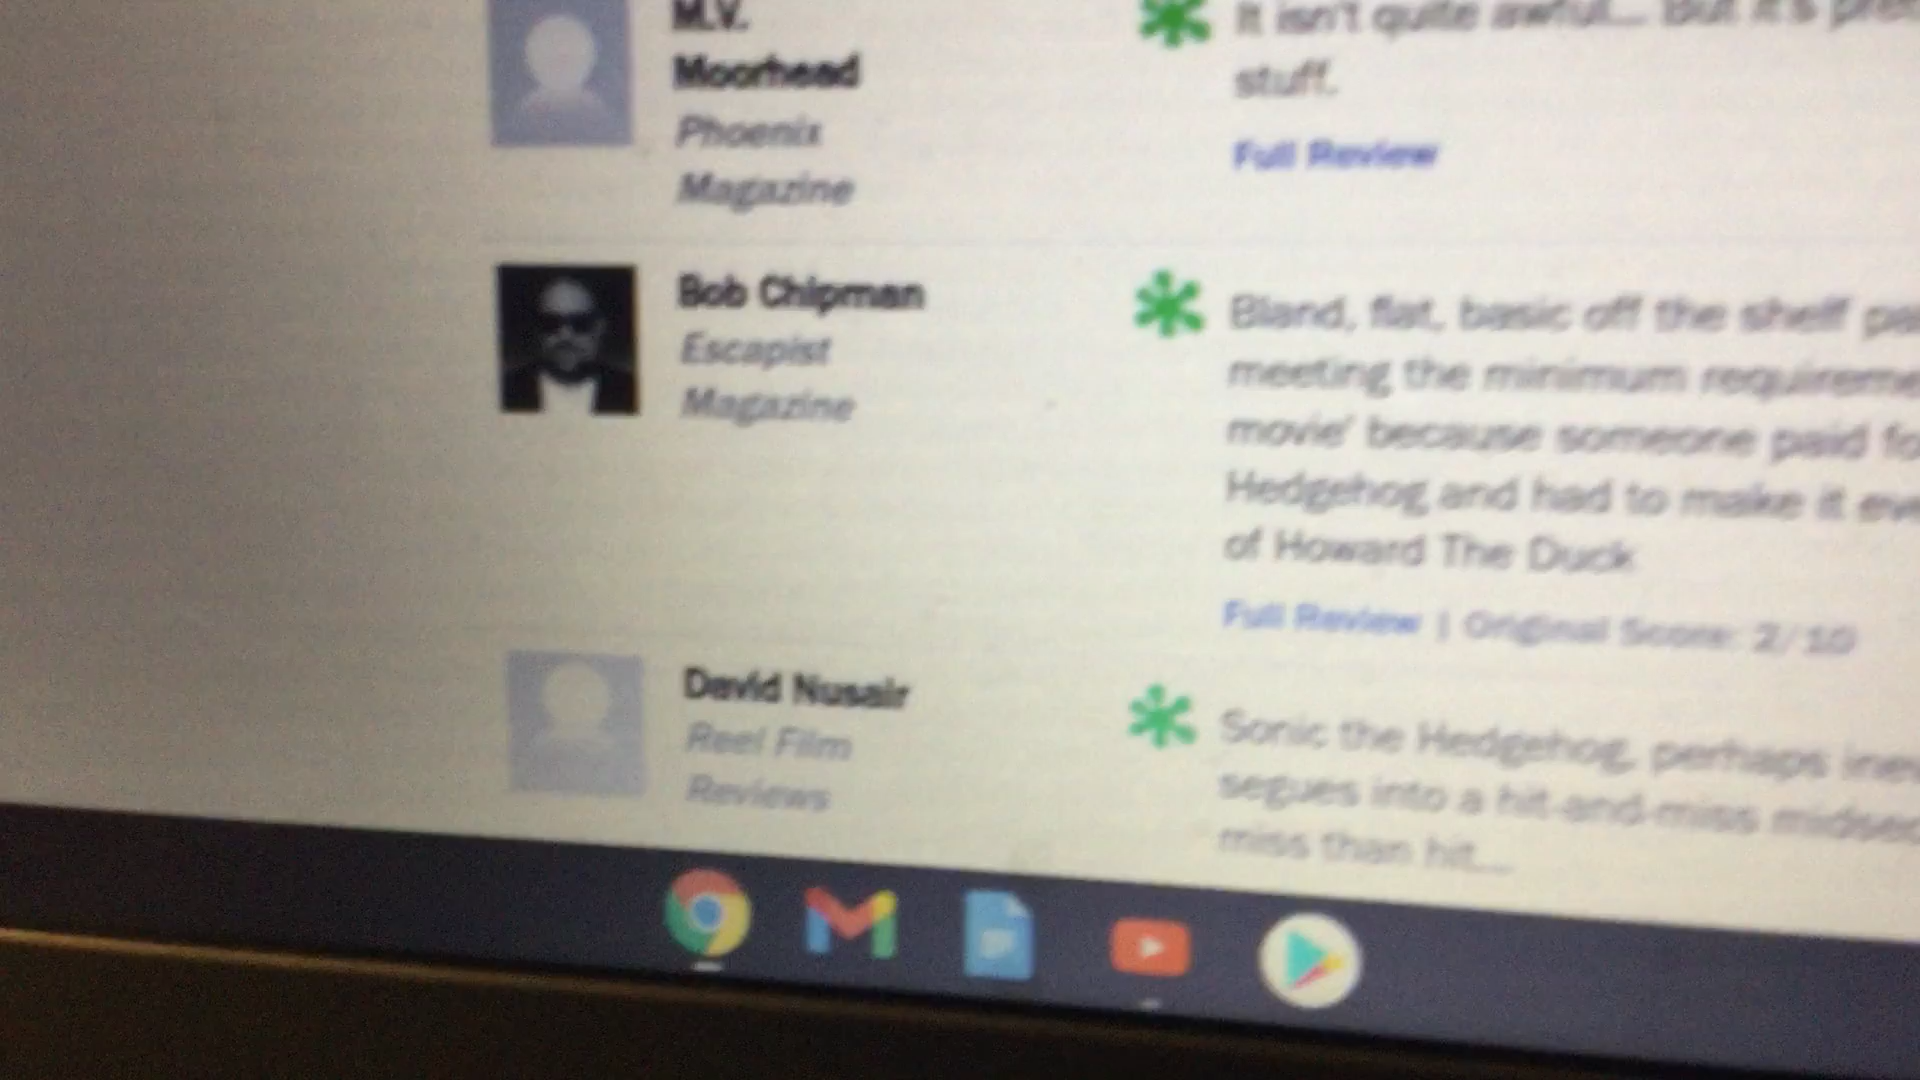 M.V.
Moorhead
Phoenix
Magazine
It isn't quite awful... But it's
stuff.
Full Review
Bob Chipman
Escapist
Magazine
Bland, flat, basic off the shelf
meeting the minimum
movie' because someone paid
Hedgehog and had to make it
of Howard The Duck
Full Review | Original Score: 2/10
David Nusair
Reel Film
Reviews
Sonic the Hedgehog, perhaps
segues into a hit-and-miss
miss than hit...